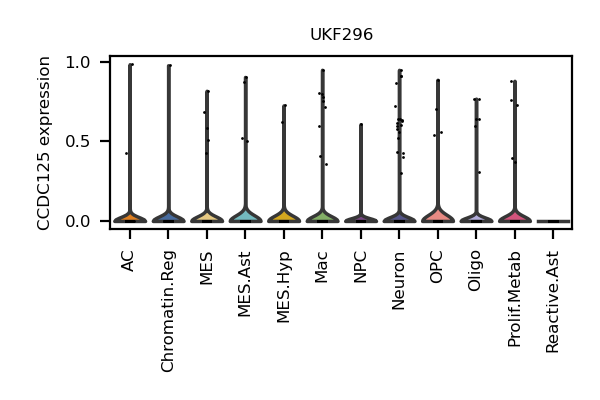 UKF296
CCDC125 expression
1.0
0.5
0.0
AC
Chromatin.Reg
MES
MES.Ast
MES.Hyp
Mac
NPC
Neuron
OPC
Oligo
Prolif.Metab
Reactive.Ast